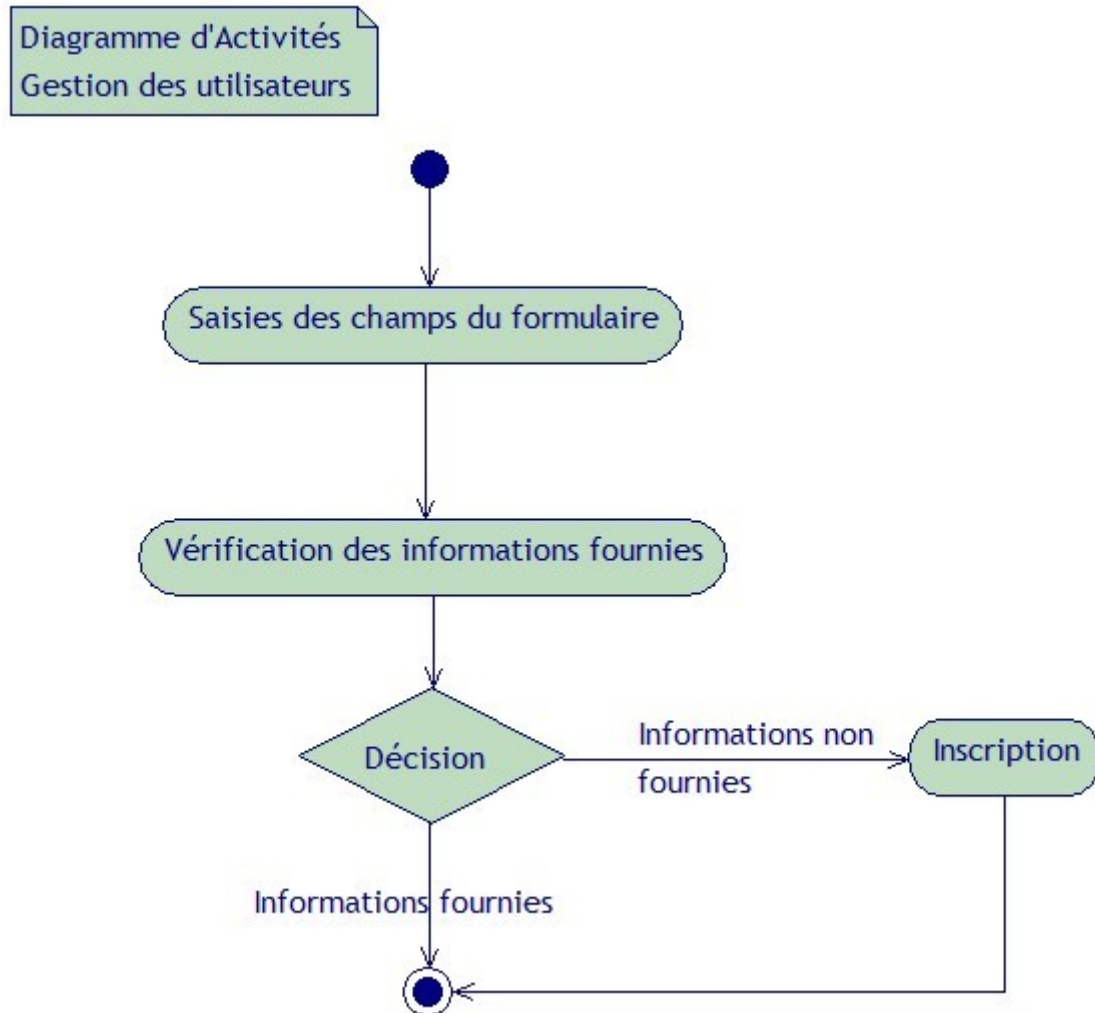 Diagramme d'Activités
Gestion des utilisateurs
Saisies des champs du formulaire
Vérification des informations fournies
Décision
Informations non
fournies
Inscription
Informations fournies